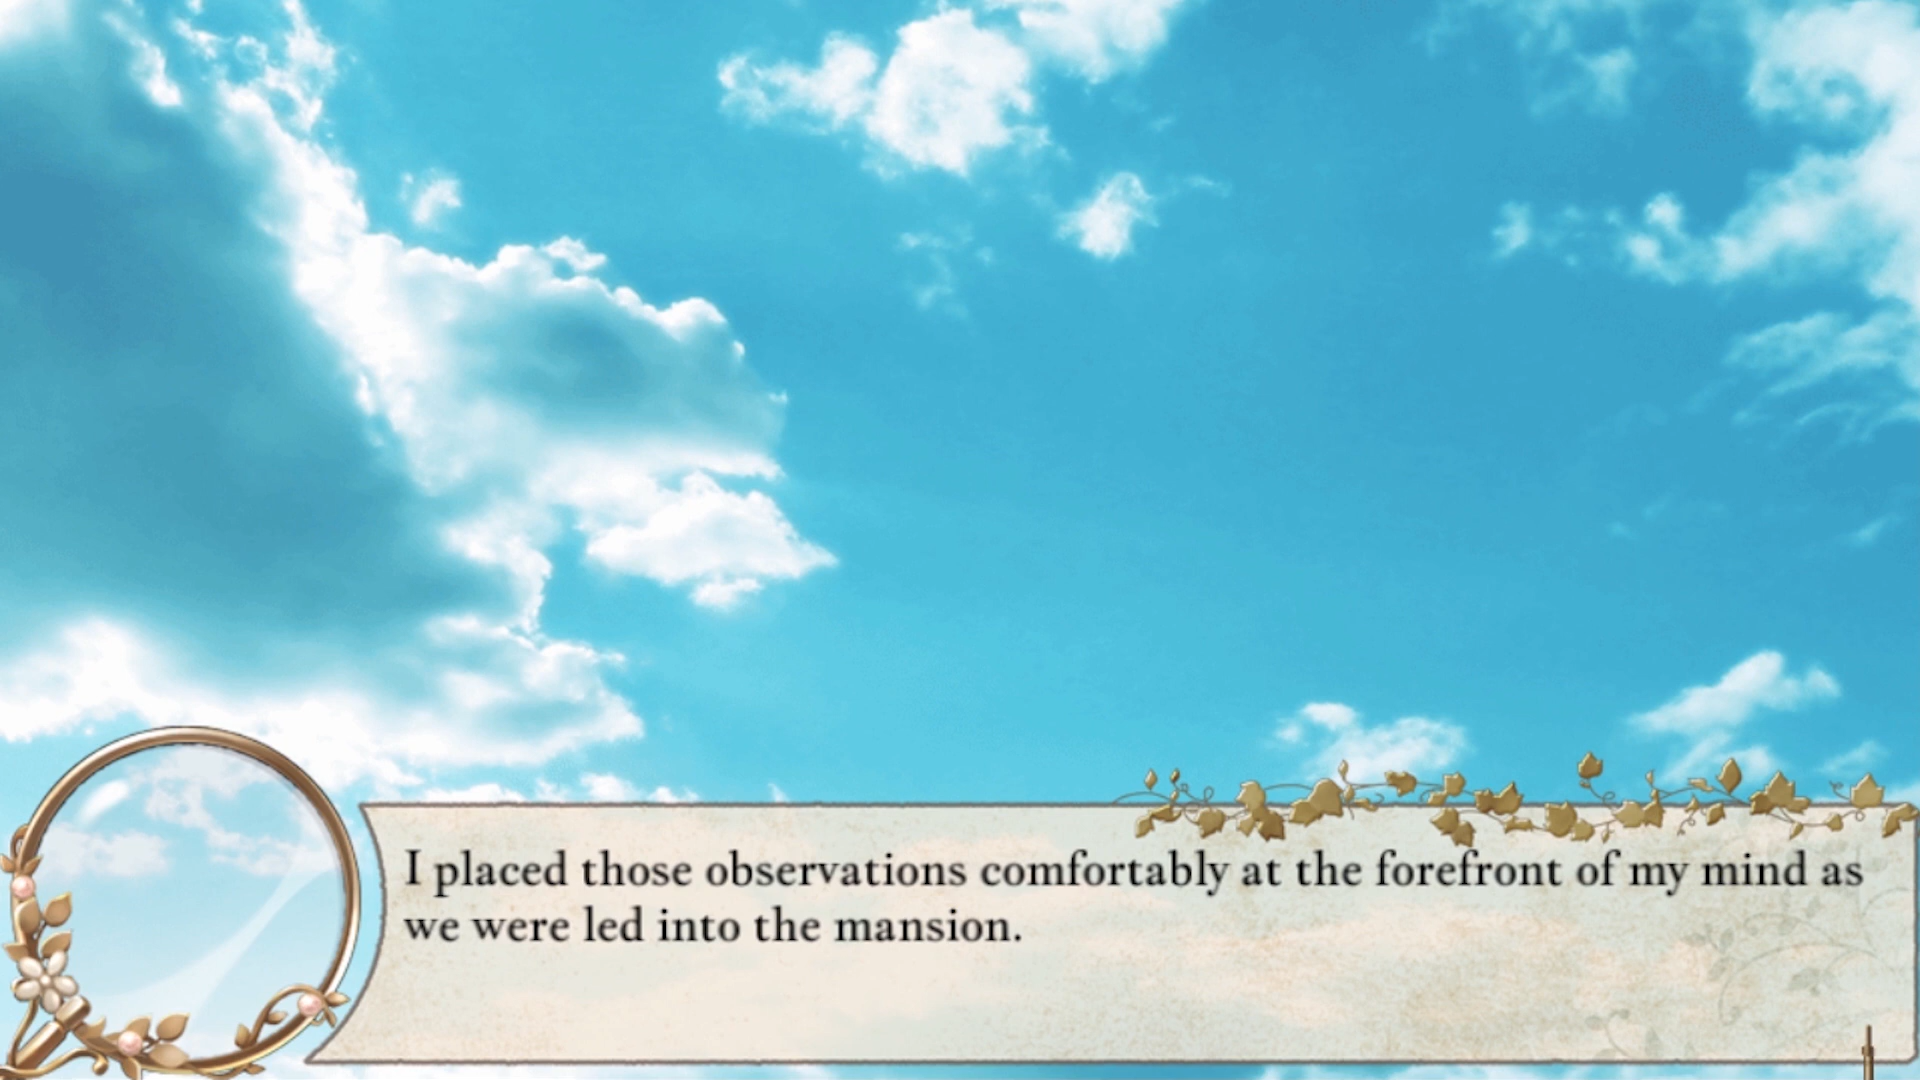 I placed those observations comfortably at the forefront of my mind as
we were led into the mansion.